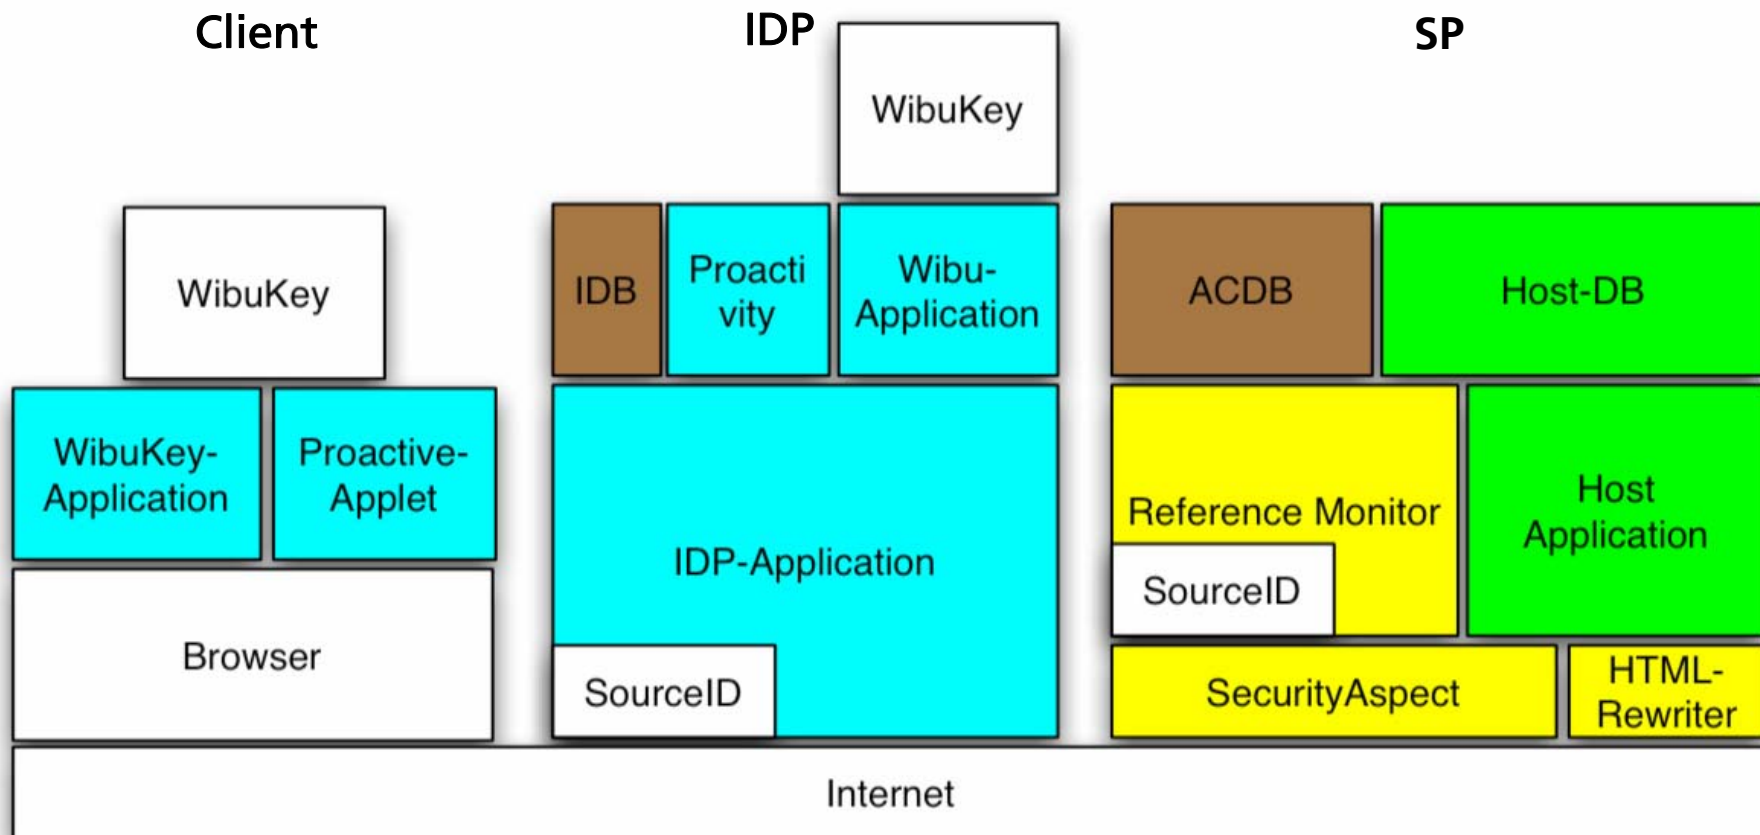 Client
IDP
SP
WibuKey
WibuKey
IDB
Proacti
vity
Wibu-
Application
ACDB
Host-DB
WibuKey-
Application
Proactive-
Applet
IDP-Application
Reference Monitor
Host
Application
SourceID
Browser
SourceID
SecurityAspect
HTML-
Rewriter
Internet